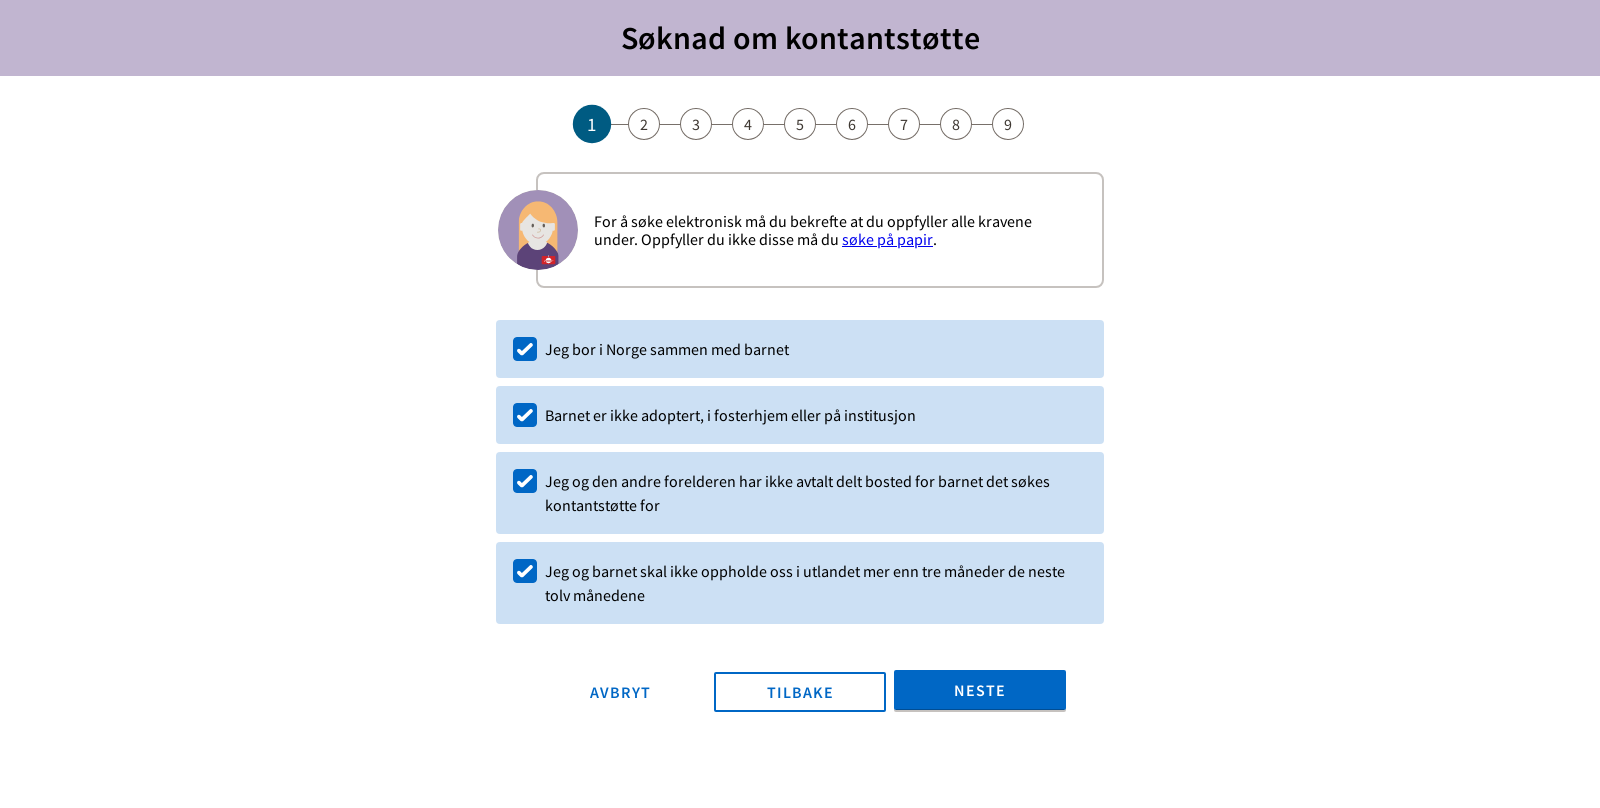 Søknad om kontantstøtte
1 2 3 4 5 6 7 8 9
For å søke elektronisk må du bekrefte at du oppfyller alle kravene
under. Oppfyller du ikke disse må du søke på papir.
Jeg bor i Norge sammen med barnet
Barnet er ikke adoptert, i fosterhjem eller på institusjon
Jeg og den andre forelderen har ikke avtalt delt bosted for barnet det søkes
kontantstøtte for
Jeg og barnet skal ikke oppholde oss i utlandet mer enn tre måneder de neste
tolv månedene
AVBRYT TILBAKE NESTE